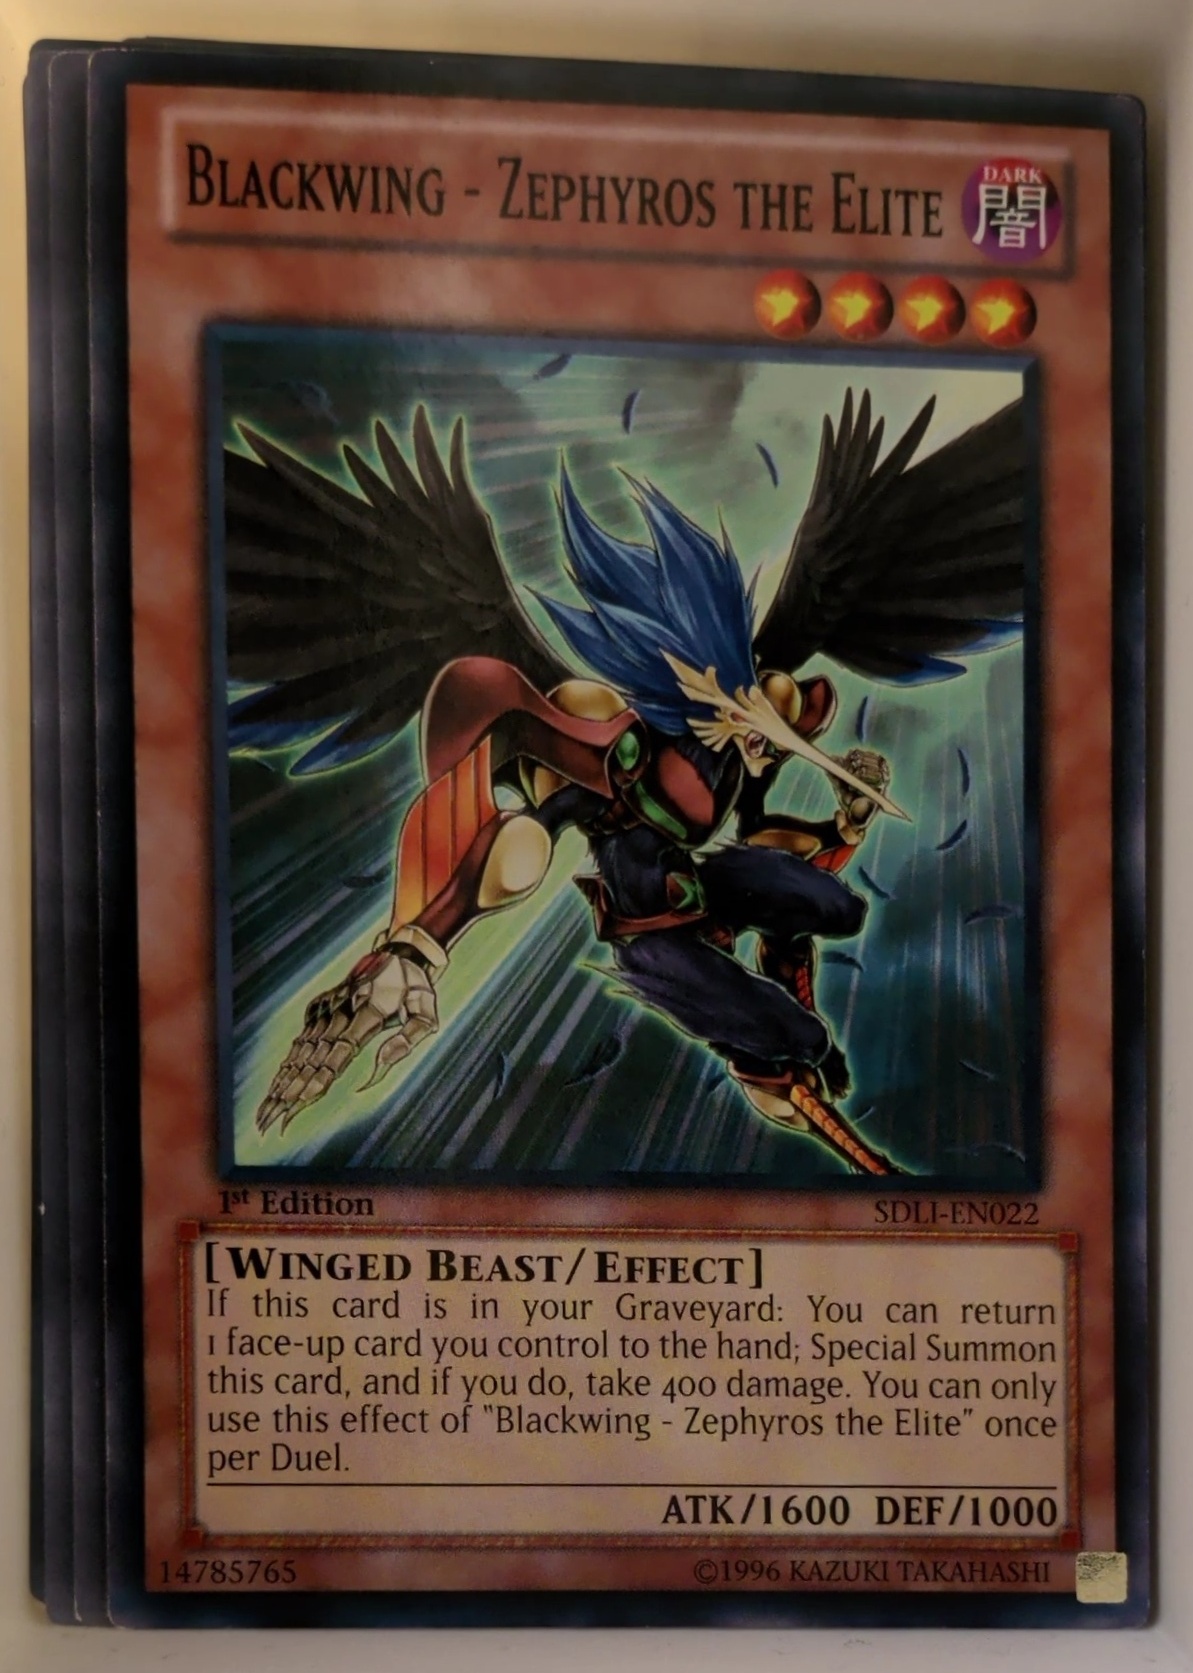 BLACKWING - ZEPHYROS THE ELITE
DARK
闇
1st Edition
SDLI-EN022
[WINGED BEAST/EFFECT]
If this card is in your Graveyard: You can return
1 face-up card you control to the hand; Special Summon
this card, and if you do, take 400 damage. You can only
use this effect of "Blackwing - Zephyros the Elite" once
per Duel.
ATK/1600 DEF/1000
14785765
©1996 KAZUKI TAKAHASHI